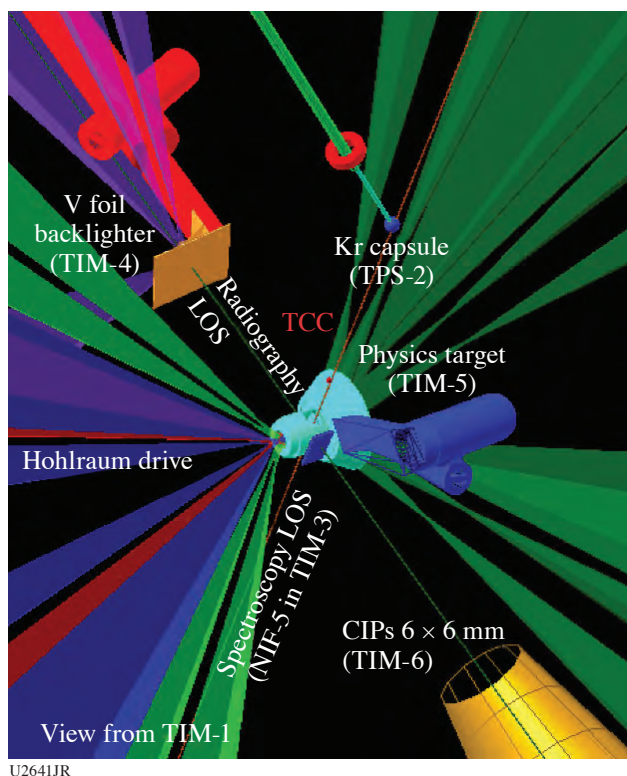 V foil
backlighter
(TIM-4)
Kr capsule
(TPS-2)
Radiography
LOS
TCC
Physics target
(TIM-5)
Hohlraum drive
Spectroscopy LOS
(NIF-5 in TIM-3)
CIPs 6 × 6 mm
(TIM-6)
View from TIM-1
U2641JR